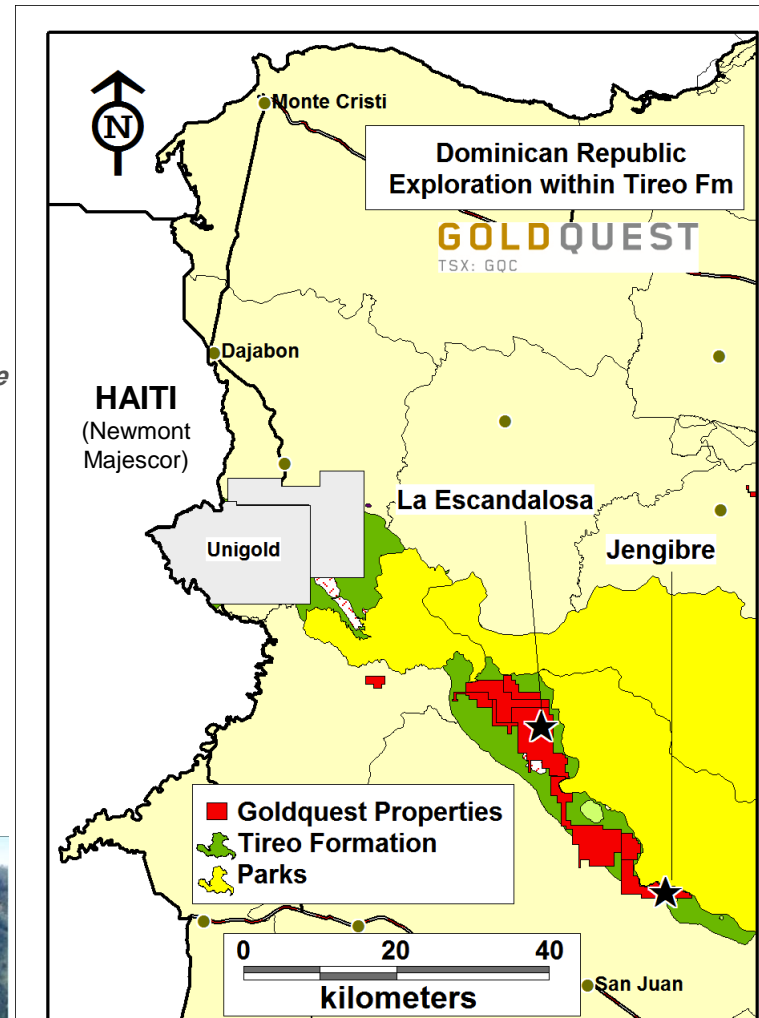 N
Monte Cristi
Dominican Republic
Exploration within Tireo Fm
GOLDQUEST
TSX: GQC
e
Dajabon
HAITI
(Newmont
Majescor)
La Escandalosa
Unigold
Jengibre
Goldquest Properties
Tireo Formation
Parks
0 20 40
kilometers
San Juan